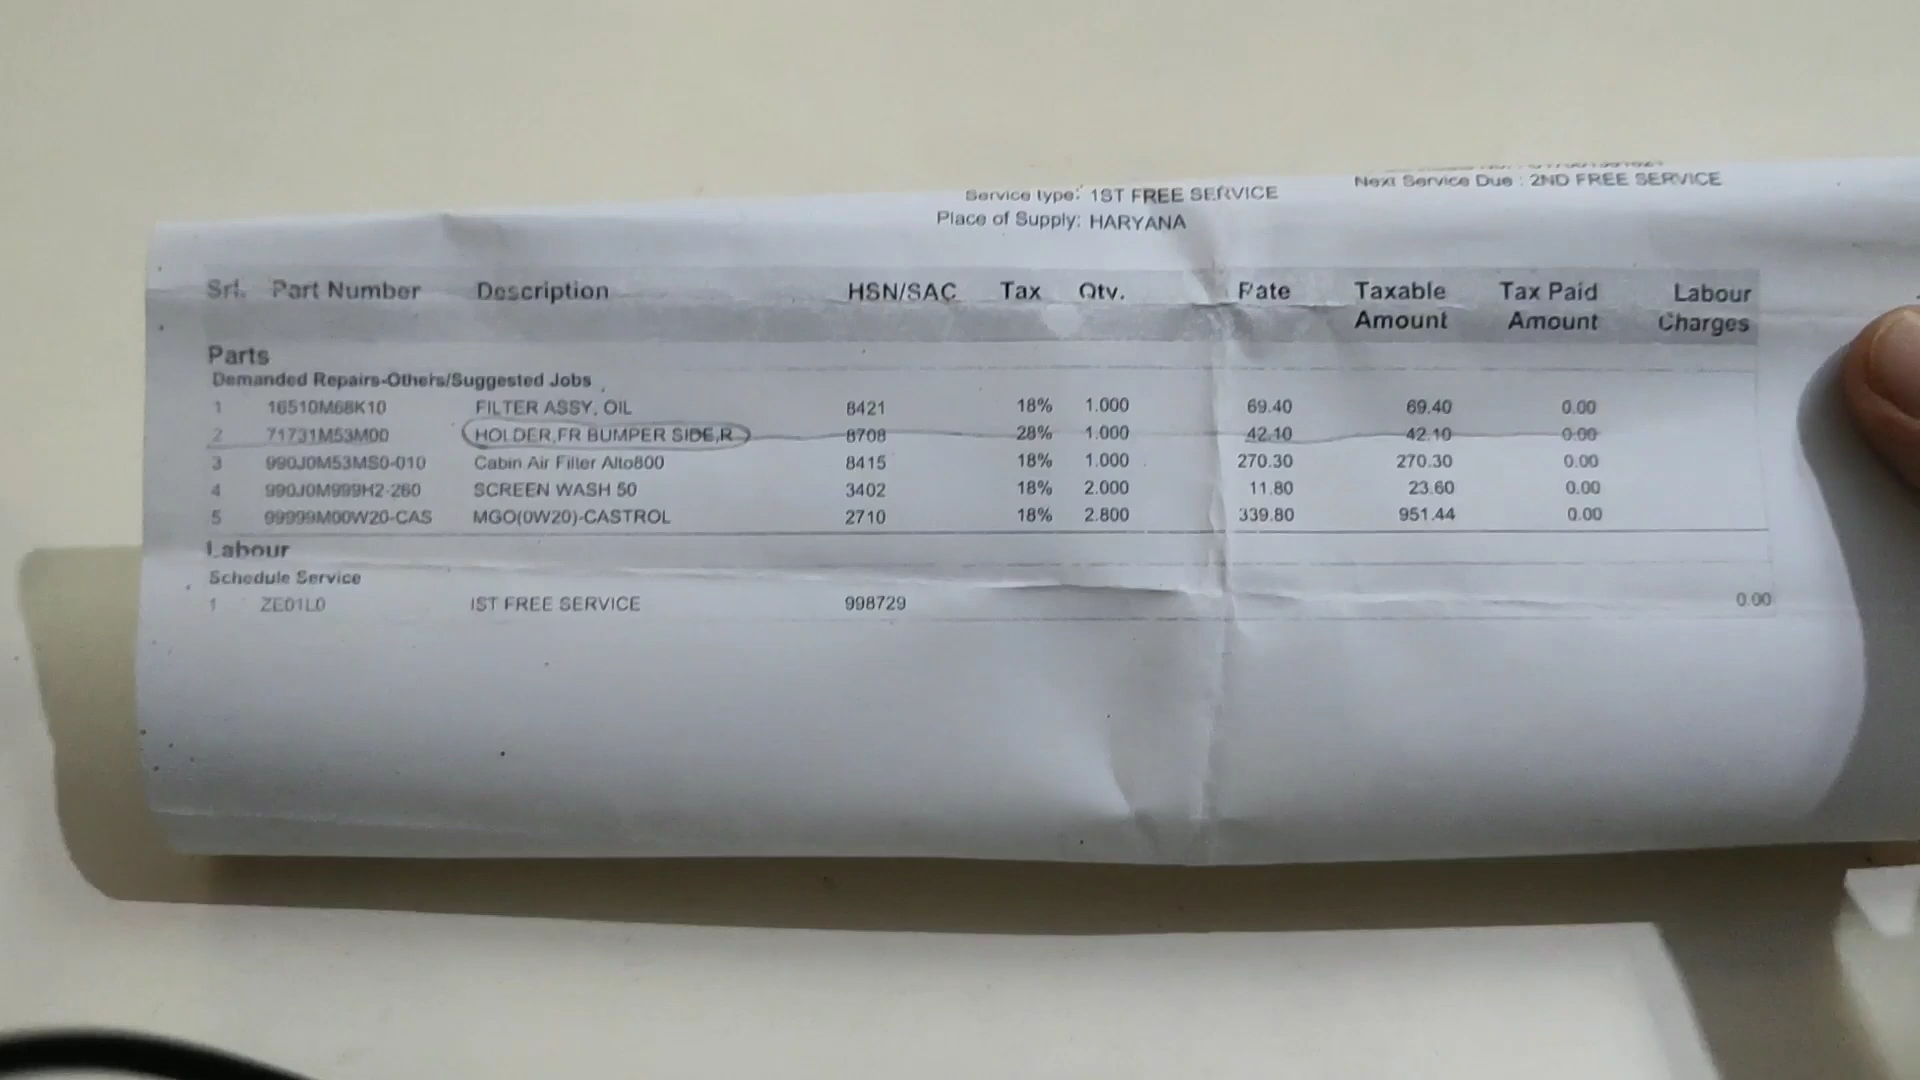 Next Service Due : 2ND FREE SERVICE
Service type: 1ST FREE SERVICE
Place of Supply: HARYANA
Srl. Part Number Description HSN/SAC Tax Qty. Rate Taxable Amount Tax Paid Amount Labour Charges
Parts
Demanded Repairs-Others/Suggested Jobs
1 16510M68K10 FILTER ASSY, OIL 8421 18% 1.000 69.40 69.40 0.00
2 71731M53M00 HOLDER,FR BUMPER SIDE,R 8708 28% 1.000 42.10 42.10 0.00
3 990J0M53MS0-010 Cabin Air Filter Alto800 8415 18% 1.000 270.30 270.30 0.00
4 990J0M999H2-260 SCREEN WASH 50 3402 18% 2.000 11.80 23.60 0.00
5 99999M00W20-CAS MGO(0W20)-CASTROL 2710 18% 2.800 339.80 951.44 0.00
Labour
Schedule Service
1 ZE01L0 IST FREE SERVICE 998729 0.00